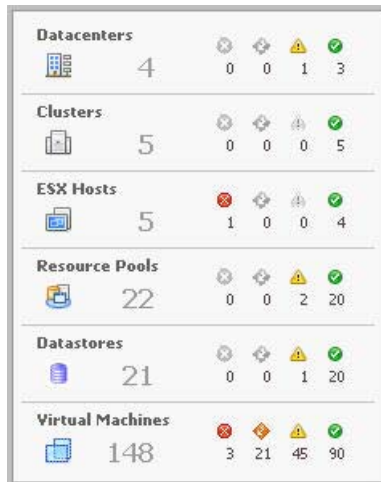 Datacenters
4 0 0 1 3
Clusters
5 0 0 0 5
ESX Hosts
5 1 0 0 4
Resource Pools
22 0 0 2 20
Datastores
21 0 0 1 20
Virtual Machines
148 3 21 45 90